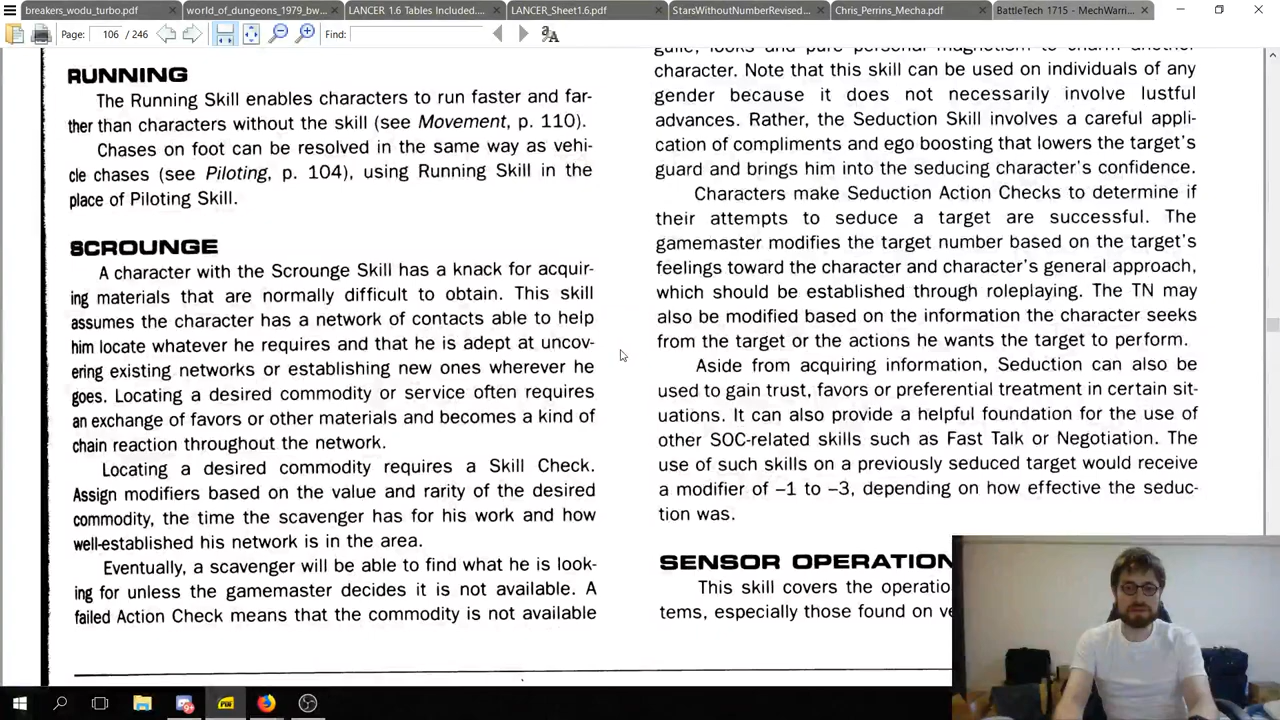 breakers_wodu_turbo.pdf
world_of_dungeons_1979_bw...
LANCER 1.6 Tables Included....
LANCER_Sheet1.6.pdf
StarsWithoutNumberRevised...
Chris_Perrins_Mecha.pdf
BattleTech 1715 - MechWarri...
Page: 106 / 246
Find:
RUNNING
The Running Skill enables characters to run faster and far-
ther than characters without the skill (see Movement, p. 110).
Chases on foot can be resolved in the same way as vehi-
cle chases (see Piloting, p. 104), using Running Skill in the
place of Piloting Skill.
SCROUNGE
A character with the Scrounge Skill has a knack for acquir-
ing materials that are normally difficult to obtain. This skill
assumes the character has a network of contacts able to help
him locate whatever he requires and that he is adept at uncov-
ering existing networks or establishing new ones wherever he
goes. Locating a desired commodity or service often requires
an exchange of favors or other materials and becomes a kind of
chain reaction throughout the network.
Locating a desired commodity requires a Skill Check.
Assign modifiers based on the value and rarity of the desired
commodity, the time the scavenger has for his work and how
well-established his network is in the area.
Eventually, a scavenger will be able to find what he is look-
ing for unless the gamemaster decides it is not available. A
failed Action Check means that the commodity is not available
guile, looks and pure personal magnetism to charm another
character. Note that this skill can be used on individuals of any
gender because it does not necessarily involve lustful
advances. Rather, the Seduction Skill involves a careful appli-
cation of compliments and ego boosting that lowers the target's
guard and brings him into the seducing character's confidence.
Characters make Seduction Action Checks to determine if
their attempts to seduce a target are successful. The
gamemaster modifies the target number based on the target's
feelings toward the character and character's general approach,
which should be established through roleplaying. The TN may
also be modified based on the information the character seeks
from the target or the actions he wants the target to perform.
Aside from acquiring information, Seduction can also be
used to gain trust, favors or preferential treatment in certain sit-
uations. It can also provide a helpful foundation for the use of
other SOC-related skills such as Fast Talk or Negotiation. The
use of such skills on a previously seduced target would receive
a modifier of –1 to –3, depending on how effective the seduc-
tion was.
SENSOR OPERATION
This skill covers the operatio
tems, especially those found on ve